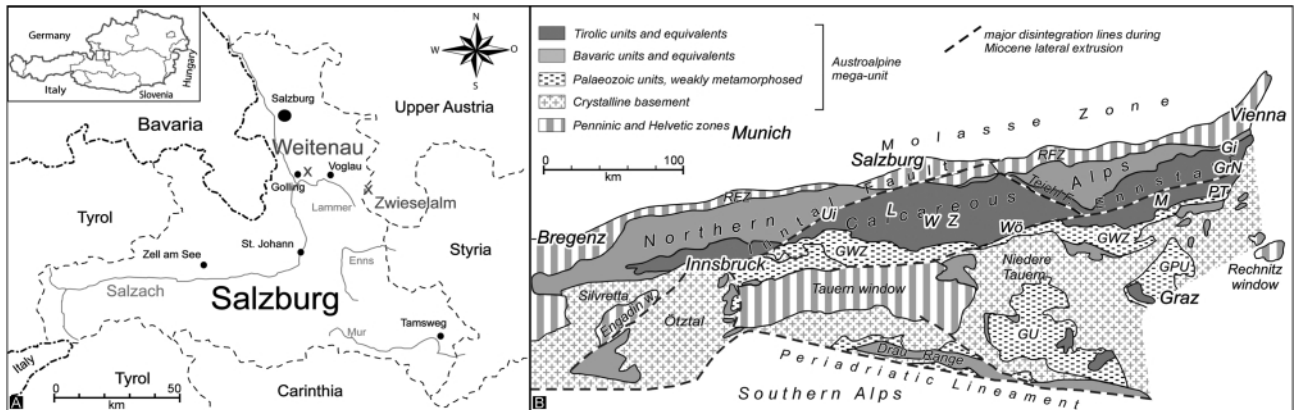 Germany
Italy
Slovenia
Hungary
N
W
O
S
Salzburg
Upper Austria
Bavaria
Weitenau
X
Voglau
Golling
X
Lammer
Zwieselalm
Tyrol
St. Johann
Zell am See
Styria
Enns
Salzach
Salzburg
Mur
Tamsweg
Italy
Tyrol
Carinthia
0
50
km
A
Tirolic units and equivalents
Bavaric units and equivalents
Palaeozoic units, weakly metamorphosed
Crystalline basement
Penninic and Helvetic zones
Austroalpine
mega-unit
major disintegration lines during
Miocene lateral extrusion
0
100
km
Munich
Molasse Zone
Vienna
Salzburg
RFZ
Gi
GrN
Teichl F.
Alps
Ennstal
PT
M
RFZ
Inntal Fault
Northern Calcareous
Ui
L
W
Z
Wö
Bregenz
GWZ
GWZ
Innsbruck
Niedere
Tauern
GPU
Rechnitz
window
Silvretta
Tauern window
Graz
Engadin w.
Ötztal
GU
Drau Range
Periadriatic Lineament
Southern Alps
B